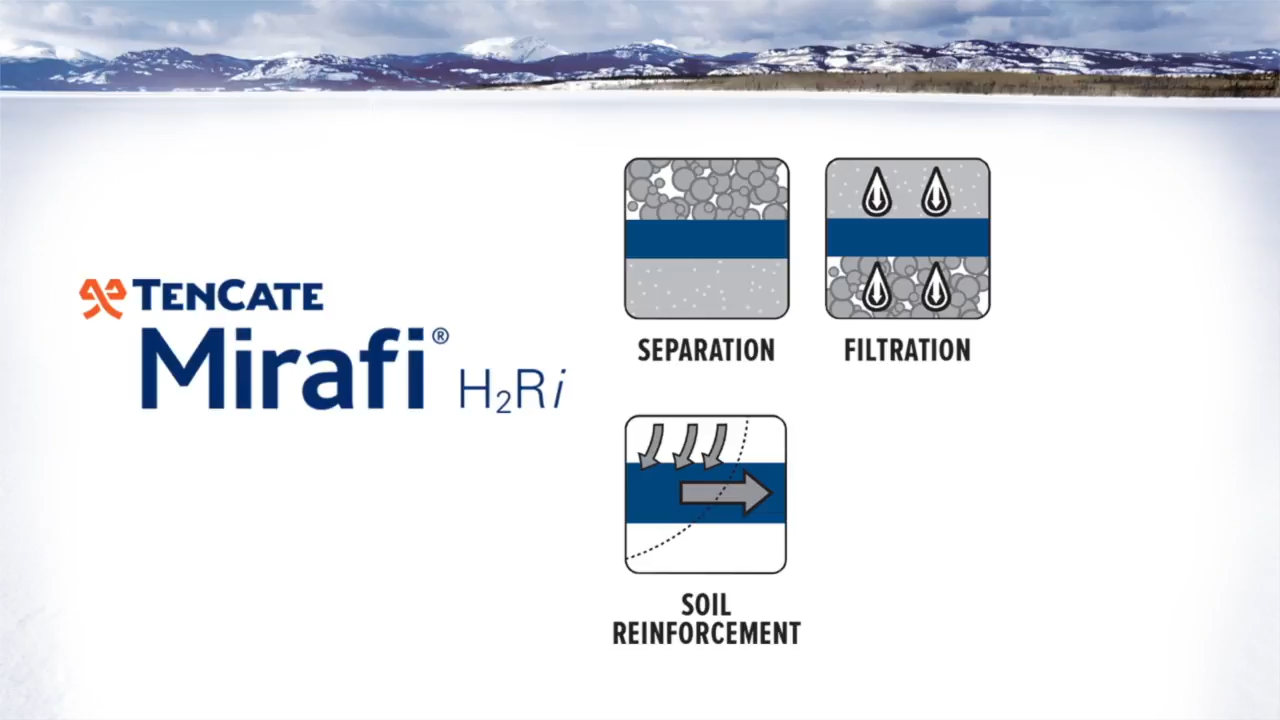 TENCATE
Mirafi® H₂Ri
SEPARATION
FILTRATION
SOIL
REINFORCEMENT